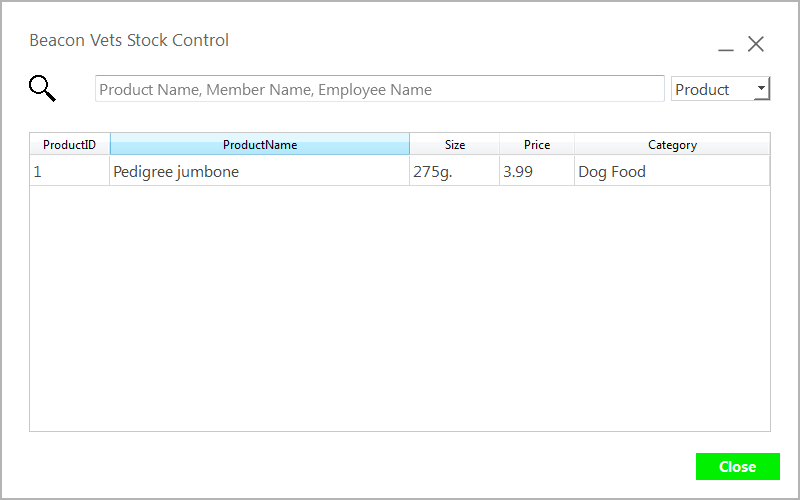 Beacon Vets Stock Control
Product Name, Member Name, Employee Name Product
ProductID ProductName Size Price Category
1 Pedigree jumbone 275g. 3.99 Dog Food
Close